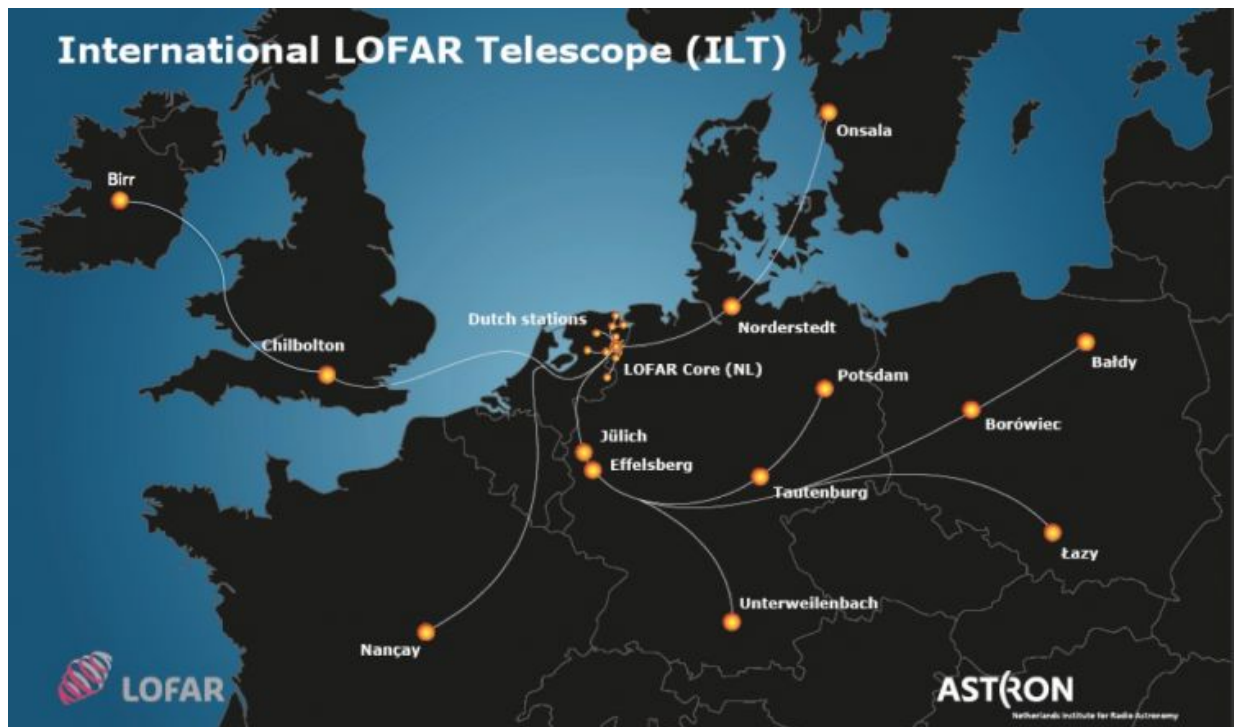 International LOFAR Telescope (ILT)
Onsala
Birr
Dutch stations
Norderstedt
Chilbolton
LOFAR Core (NL)
Bałdy
Potsdam
Borówiec
Jülich
Effelsberg
Tautenburg
Łazy
Unterweilenbach
Nançay
LOFAR
ASTRON
Netherlands Institute for Radio Astronomy